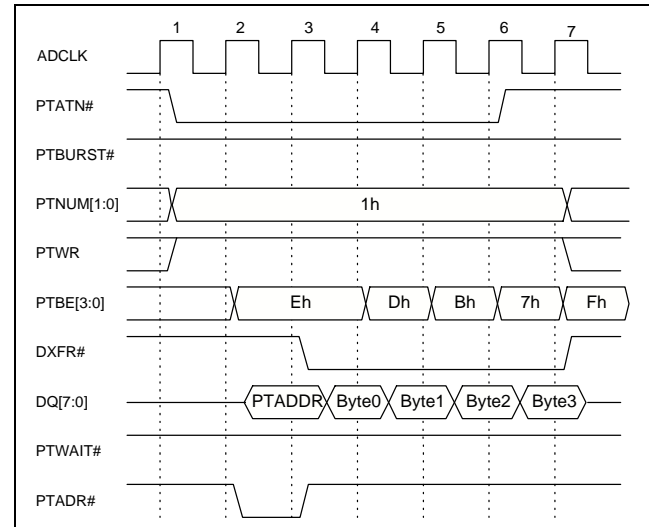 1 2 3 4 5 6 7
ADCLK
PTATN#
PTBURST#
PTNUM[1:0] 1h
PTWR
PTBE[3:0] Eh Dh Bh 7h Fh
DXFR#
DQ[7:0] PTADDR Byte0 Byte1 Byte2 Byte3
PTWAIT#
PTADR#